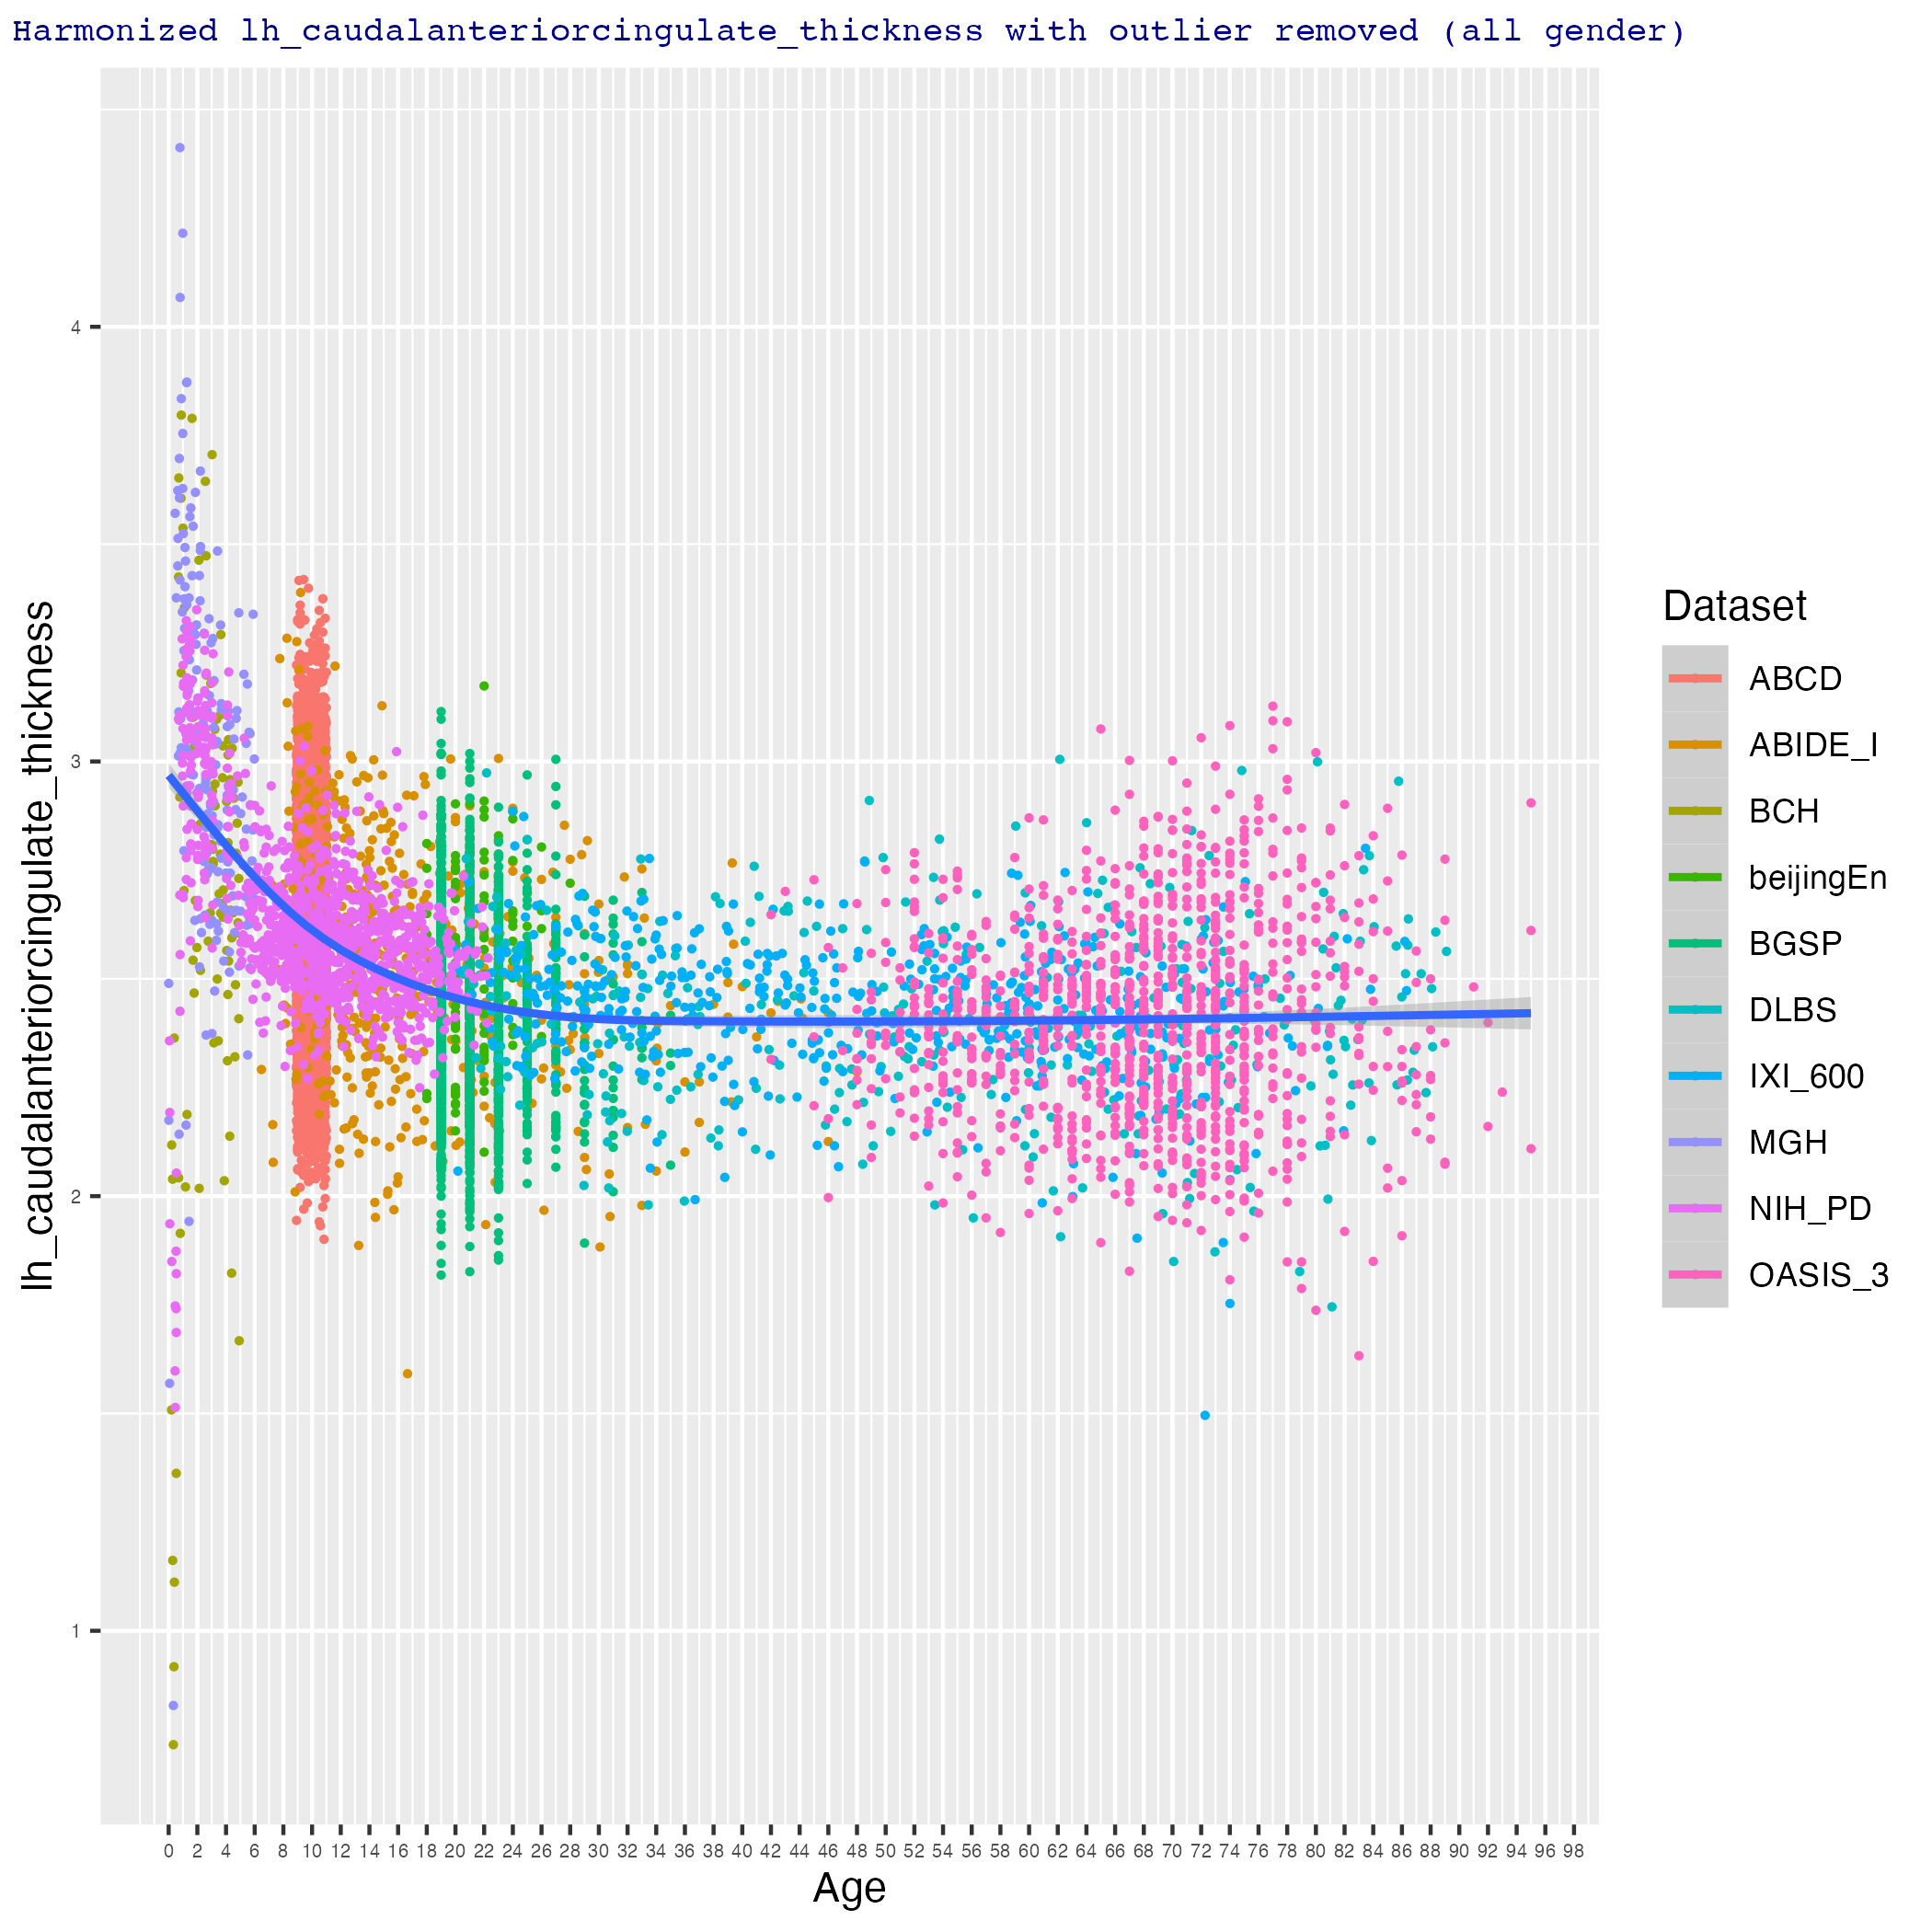 Harmonized lh_caudalanteriorcingulate_thickness with outlier removed (all gender)
lh_caudalanteriorcingulate_thickness
4
3
2
1
0 2 4 6 8 10 12 14 16 18 20 22 24 26 28 30 32 34 36 38 40 42 44 46 48 50 52 54 56 58 60 62 64 66 68 70 72 74 76 78 80 82 84 86 88 90 92 94 96 98
Age
Dataset
ABCD
ABIDE_I
BCH
beijingEn
BGSP
DLBS
IXI_600
MGH
NIH_PD
OASIS_3